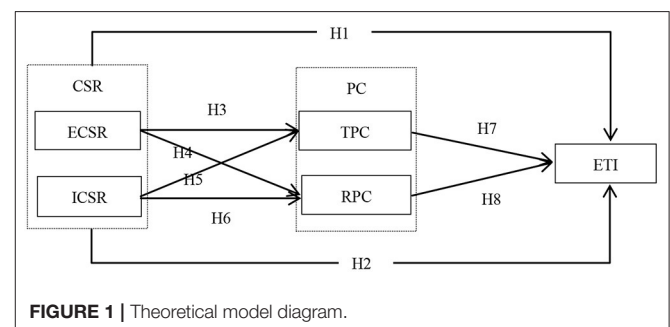 H1
CSR
PC
H3
ECSR
TPC
H7
H4
ETI
H5
ICSR
RPC
H8
H6
H2
FIGURE 1 | Theoretical model diagram.